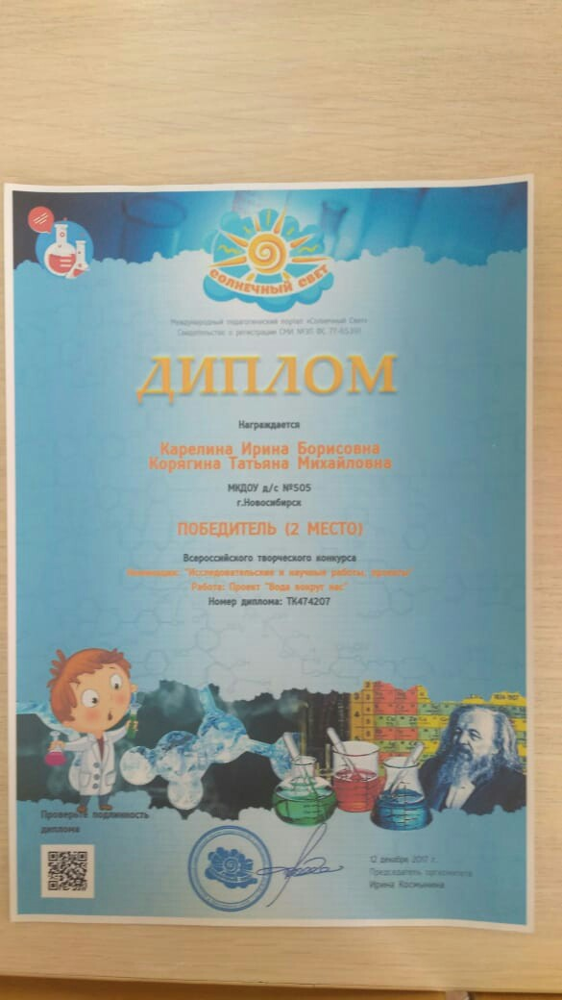 СОЛНЕЧНЫЙ СВЕТ
Международный педагогический портал «Солнечный Свет»
Свидетельство о регистрации СМИ №ЭЛ ФС 77-65391
ДИПЛОМ
Награждается
Карелина Ирина Борисовна
Корягина Татьяна Михайловна
МКДОУ д/с №505
г.Новосибирск
ПОБЕДИТЕЛЬ (2 МЕСТО)
Всероссийского творческого конкурса
Номинация: "Исследовательские и научные работы, проекты"
Работа: Проект "Вода вокруг нас"
Номер диплома: TK474207
Проверьте подлинность
диплома
12 декабря 2017 г.
Председатель оргкомитета
Ирина Космынина